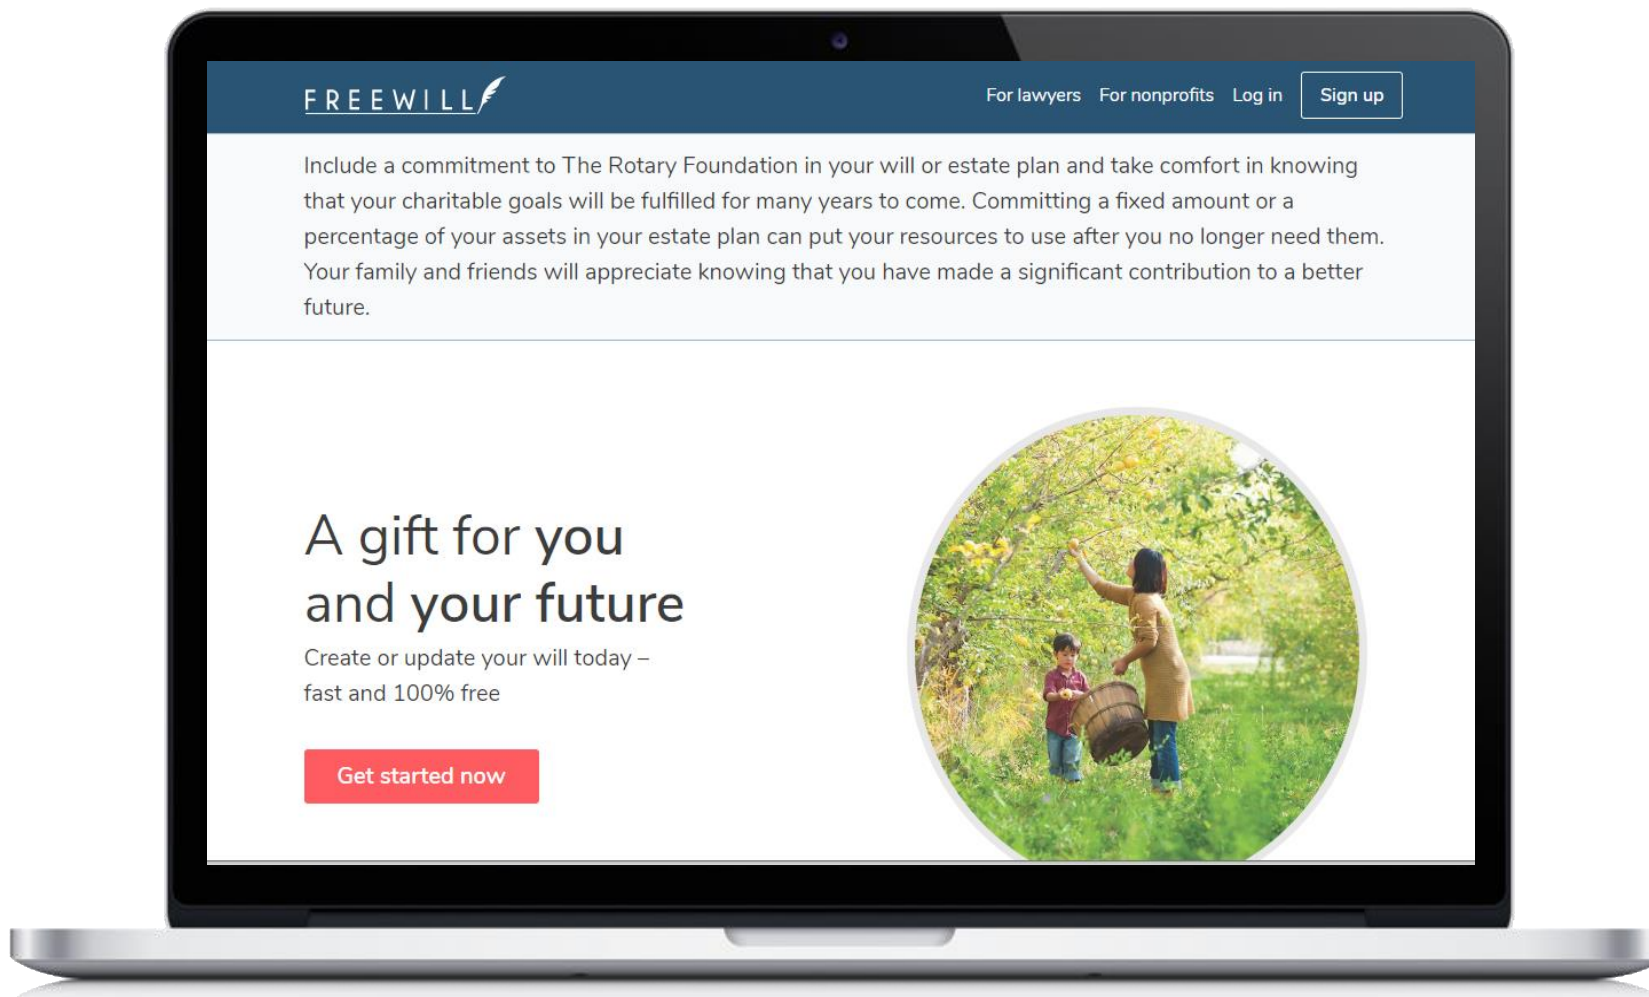 FREEWILL
For lawyers For nonprofits Log in Sign up
Include a commitment to The Rotary Foundation in your will or estate plan and take comfort in knowing
that your charitable goals will be fulfilled for many years to come. Committing a fixed amount or a
percentage of your assets in your estate plan can put your resources to use after you no longer need them.
Your family and friends will appreciate knowing that you have made a significant contribution to a better
future.
A gift for you
and your future
Create or update your will today –
fast and 100% free
Get started now